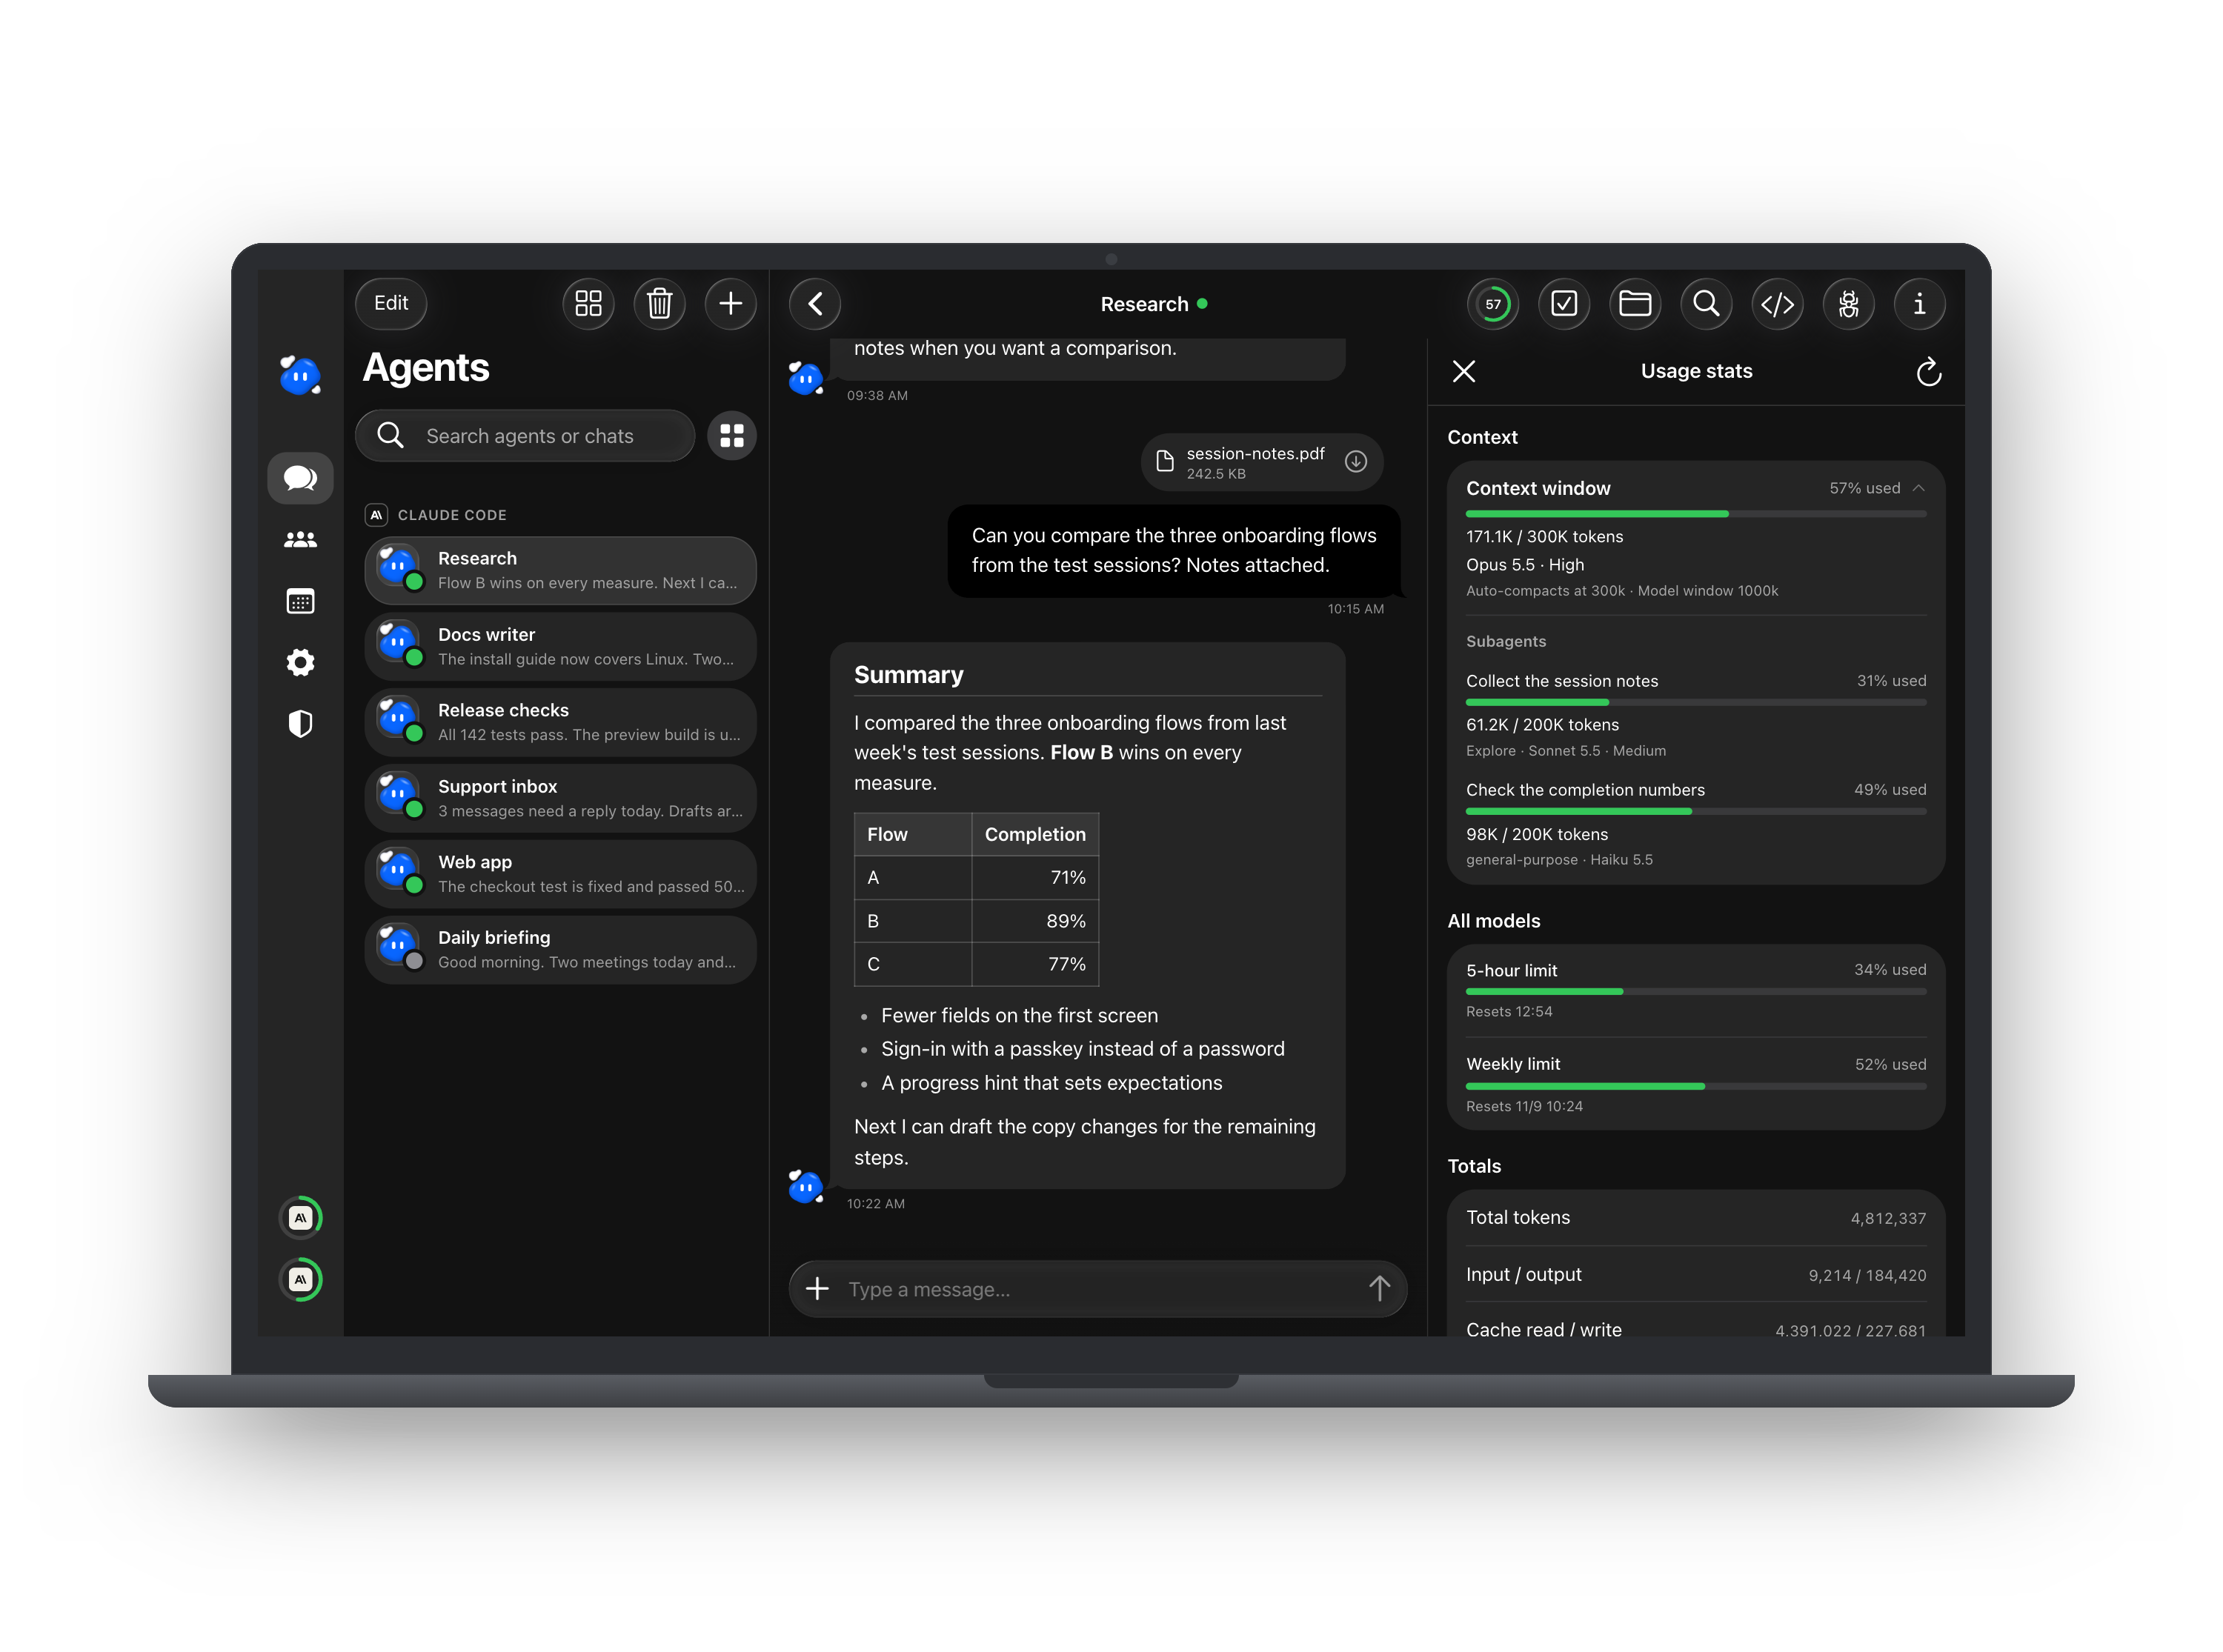 Edit
Agents
Search agents or chats
CLAUDE CODE
Research
Flow B wins on every measure. Next I ca...
Docs writer
The install guide now covers Linux. Two...
Release checks
All 142 tests pass. The preview build is u...
Support inbox
3 messages need a reply today. Drafts ar...
Web app
The checkout test is fixed and passed 50...
Daily briefing
Good morning. Two meetings today and...
Research
57
notes when you want a comparison.
09:38 AM
session-notes.pdf
242.5 KB
Can you compare the three onboarding flows
from the test sessions? Notes attached.
10:15 AM
Summary
I compared the three onboarding flows from last
week's test sessions. Flow B wins on every
measure.
Flow Completion
A 71%
B 89%
C 77%
• Fewer fields on the first screen
• Sign-in with a passkey instead of a password
• A progress hint that sets expectations
Next I can draft the copy changes for the remaining
steps.
10:22 AM
Type a message...
Usage stats
Context
Context window 57% used
171.1K / 300K tokens
Opus 5.5 · High
Auto-compacts at 300k · Model window 1000k
Subagents
Collect the session notes 31% used
61.2K / 200K tokens
Explore · Sonnet 5.5 · Medium
Check the completion numbers 49% used
98K / 200K tokens
general-purpose · Haiku 5.5
All models
5-hour limit 34% used
Resets 12:54
Weekly limit 52% used
Resets 11/9 10:24
Totals
Total tokens 4,812,337
Input / output 9,214 / 184,420
Cache read / write 4,391,022 / 227,681